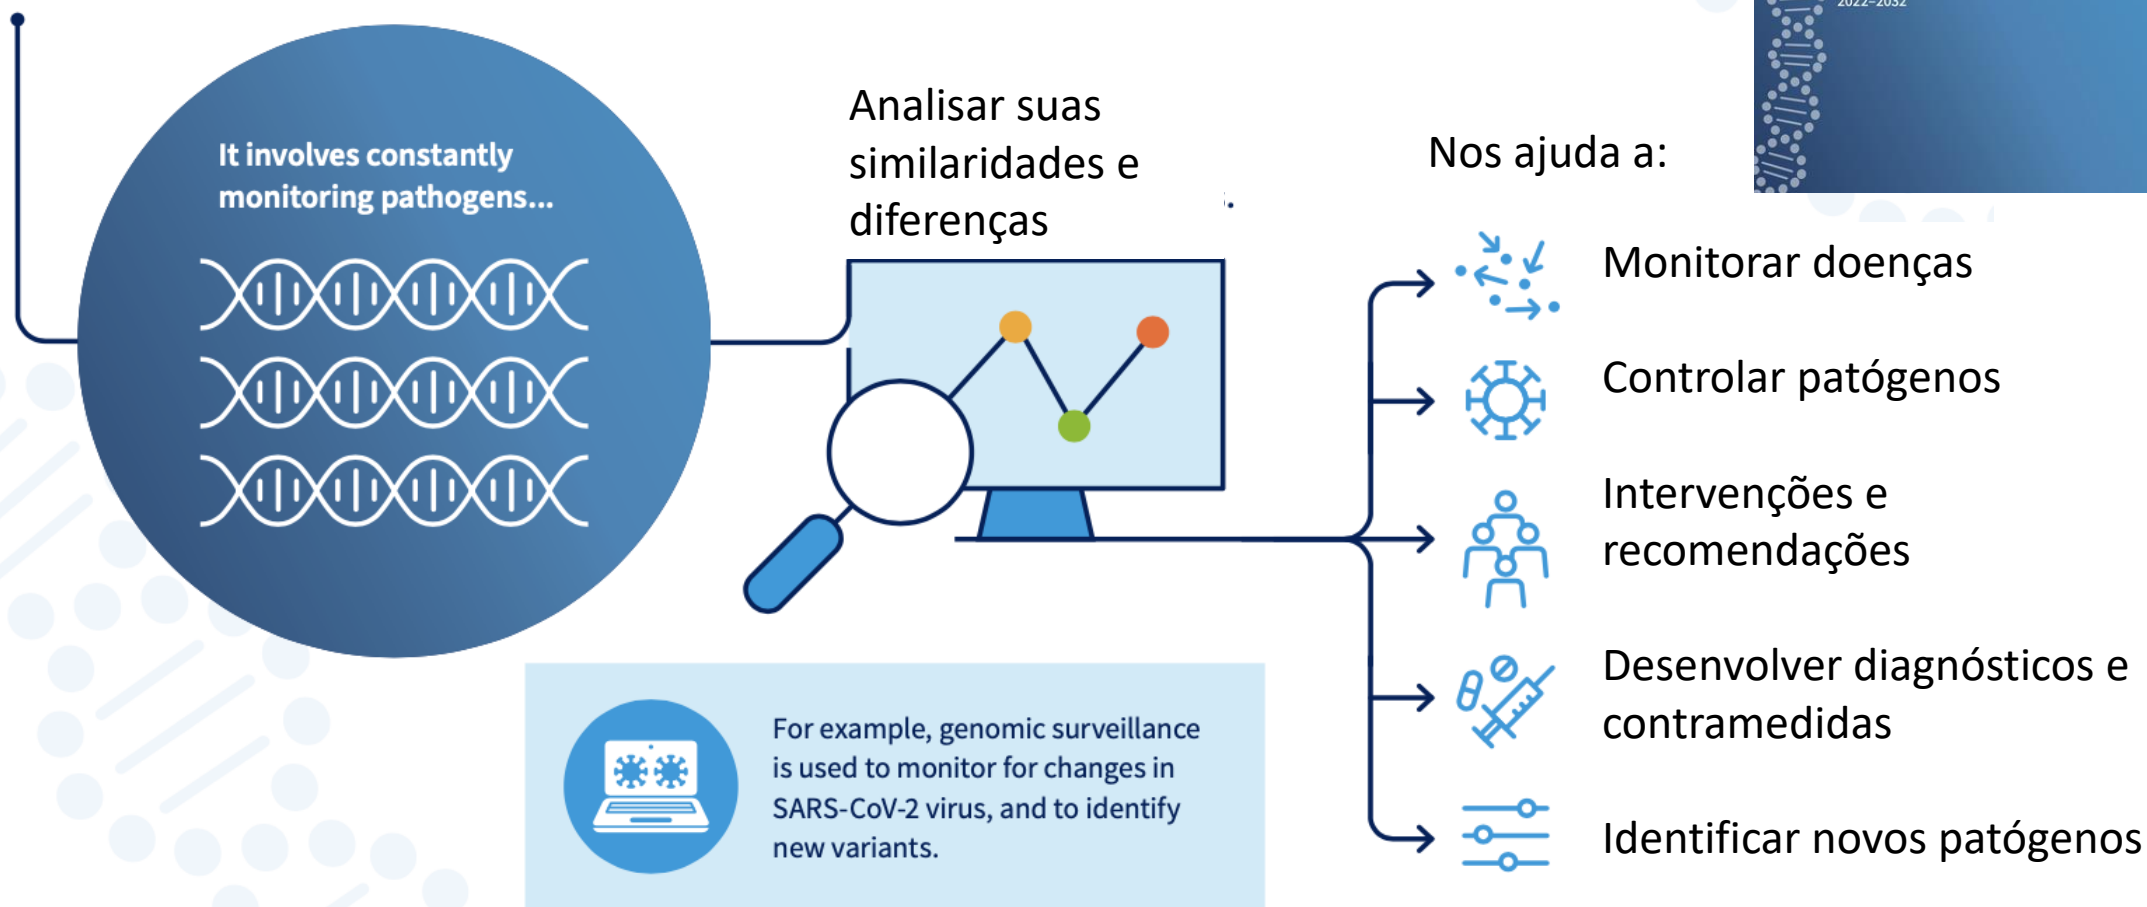 2022–2032
It involves constantly
monitoring pathogens...
Analisar suas
similaridades e
diferenças
Nos ajuda a:
Monitorar doenças
Controlar patógenos
Intervenções e
recomendações
Desenvolver diagnósticos e
contramedidas
Identificar novos patógenos
For example, genomic surveillance
is used to monitor for changes in
SARS-CoV-2 virus, and to identify
new variants.